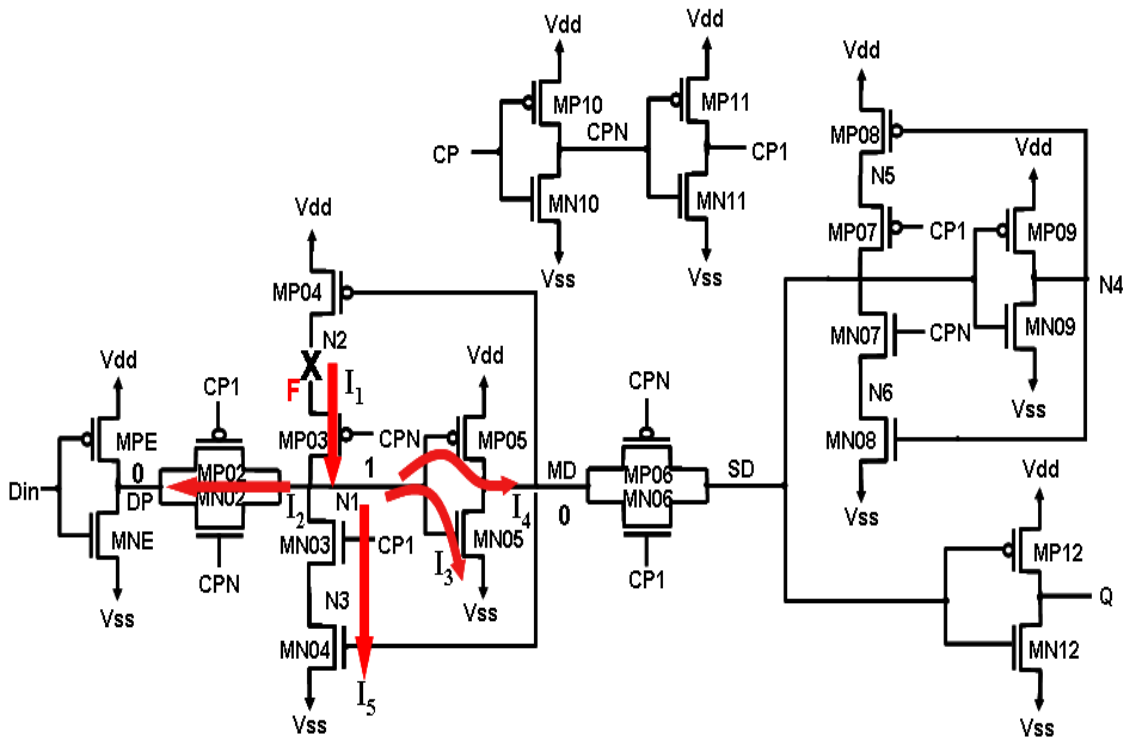 Vdd
Vdd
Vdd
MP10
MP11
CPN
CP
CP1
MP08
Vdd
MN10
MN11
N5
Vdd
MP07
CP1
MP09
Vss
Vss
MP04
N4
N2
MN07
CPN
MN09
X
Vdd
F
I1
Vdd
CP1
CPN
N6
Vss
MPE
MP03
CPN
MP05
MN08
0
MP02
1
MD
MP06
SD
Vdd
Din
DP
MN02
I2
N1
I4
0
MN06
Vss
MNE
MN03
CP1
MN05
MP12
CPN
I3
CP1
Vss
N3
Vss
Q
MN04
MN12
I5
Vss
Vss